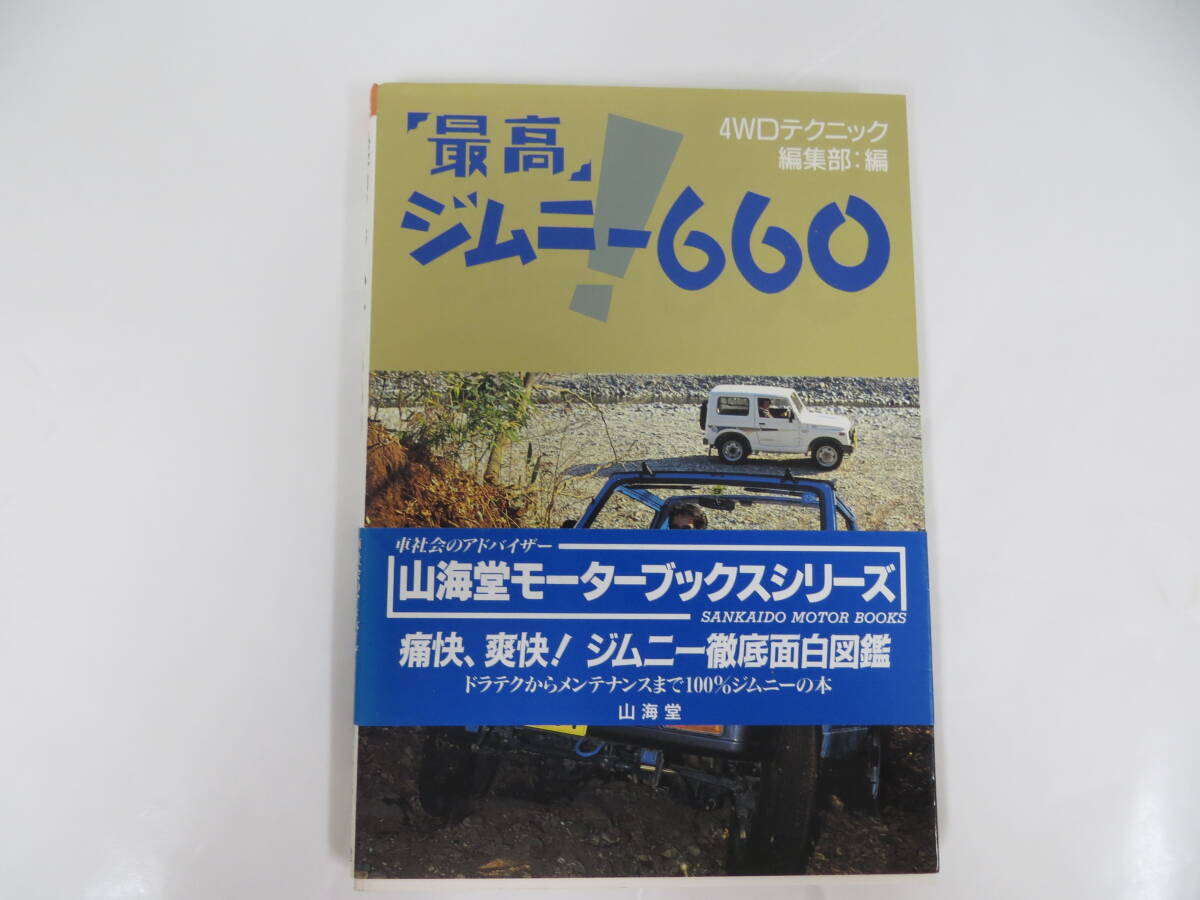 「最高」!
ジムニー660
4WDテクニック
編集部:編
車社会のアドバイザー
山海堂モーターブックスシリーズ
SANKAIDO MOTOR BOOKS
痛快、爽快! ジムニー徹底面白図鑑
ドラテクからメンテナンスまで100%ジムニーの本
山海堂